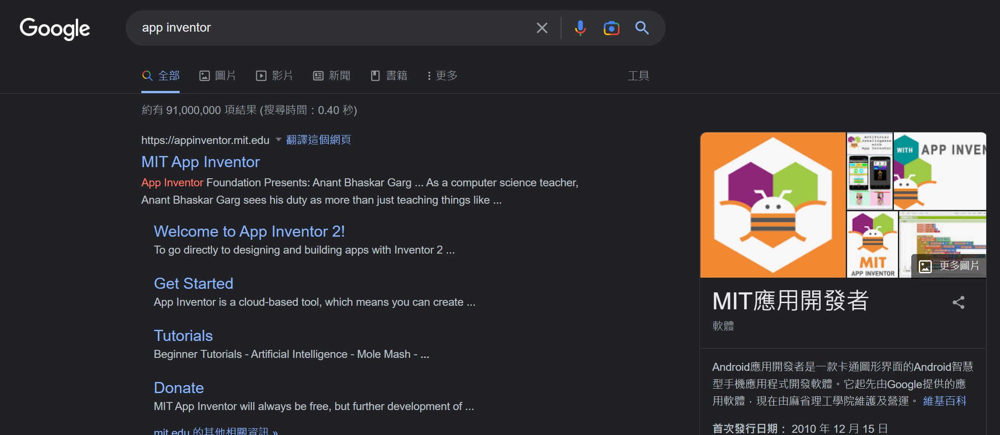 Google
app inventor
全部
圖片
影片
新聞
書籍
更多
工具
約有 91,000,000 項結果 (搜尋時間：0.40 秒)
https://appinventor.mit.edu 翻譯這個網頁
MIT App Inventor
App Inventor Foundation Presents: Anant Bhaskar Garg ... As a computer science teacher,
Anant Bhaskar Garg sees his duty as more than just teaching things like ...
Welcome to App Inventor 2!
To go directly to designing and building apps with Inventor 2 ...
Get Started
App Inventor is a cloud-based tool, which means you can create ...
Tutorials
Beginner Tutorials - Artificial Intelligence - Mole Mash - ...
Donate
MIT App Inventor will always be free, but further development of ...
mit.edu 的其他相關資訊 »
Artificial
Intelligence
with
App Inventor
WITH APP INVEN
MIT
APP INVENTOR
更多圖片
MIT應用開發者
軟體
Android應用開發者是一款卡通圖形界面的Android智慧
型手機應用程式開發軟體。它起先由Google提供的應
用軟體，現在由麻省理工學院維護及營運。 維基百科
首次發行日期： 2010 年 12 月 15 日